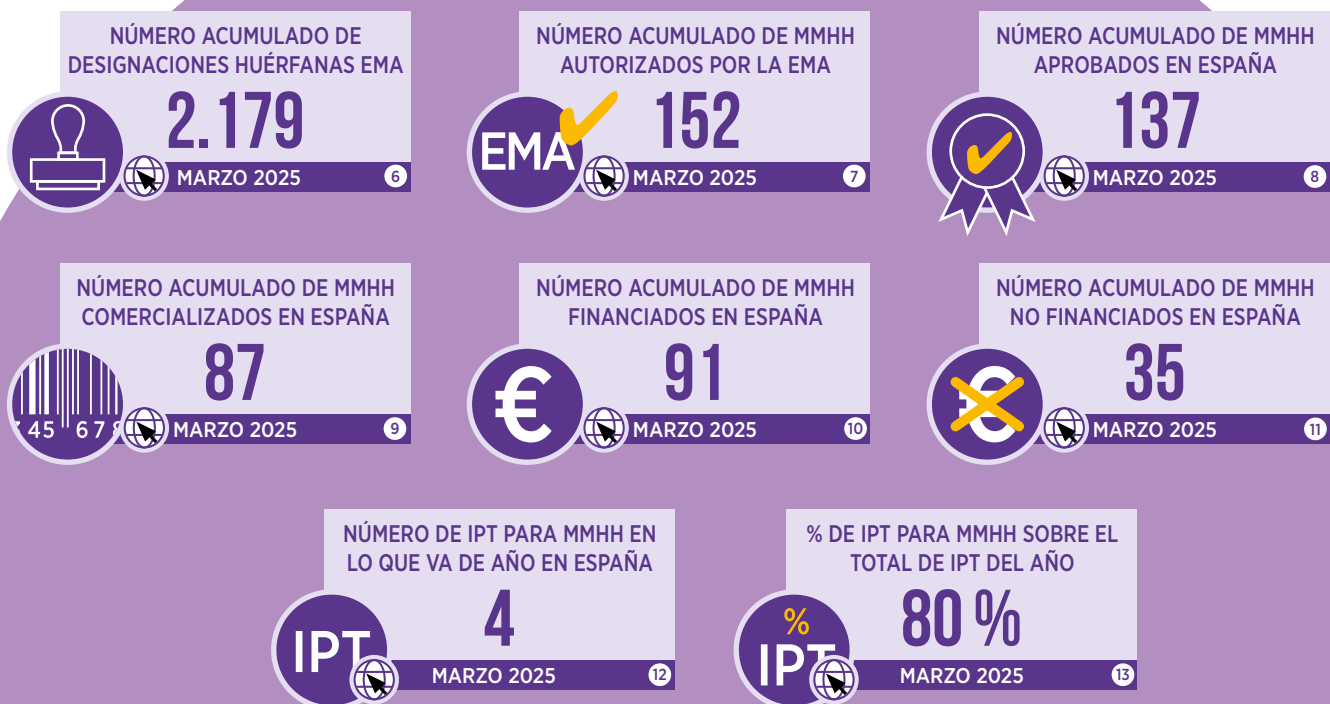 NÚMERO ACUMULADO DE
DESIGNACIONES HUÉRFANAS EMA
2.179
MARZO 2025
6
NÚMERO ACUMULADO DE MMHH
AUTORIZADOS POR LA EMA
EMA
152
MARZO 2025
7
NÚMERO ACUMULADO DE MMHH
APROBADOS EN ESPAÑA
137
MARZO 2025
8
NÚMERO ACUMULADO DE MMHH
COMERCIALIZADOS EN ESPAÑA
87
45 678
MARZO 2025
9
NÚMERO ACUMULADO DE MMHH
FINANCIADOS EN ESPAÑA
€
91
MARZO 2025
10
NÚMERO ACUMULADO DE MMHH
NO FINANCIADOS EN ESPAÑA
€
35
MARZO 2025
11
NÚMERO DE IPT PARA MMHH EN
LO QUE VA DE AÑO EN ESPAÑA
IPT
4
MARZO 2025
12
% DE IPT PARA MMHH SOBRE EL
TOTAL DE IPT DEL AÑO
%
IPT
80 %
MARZO 2025
13